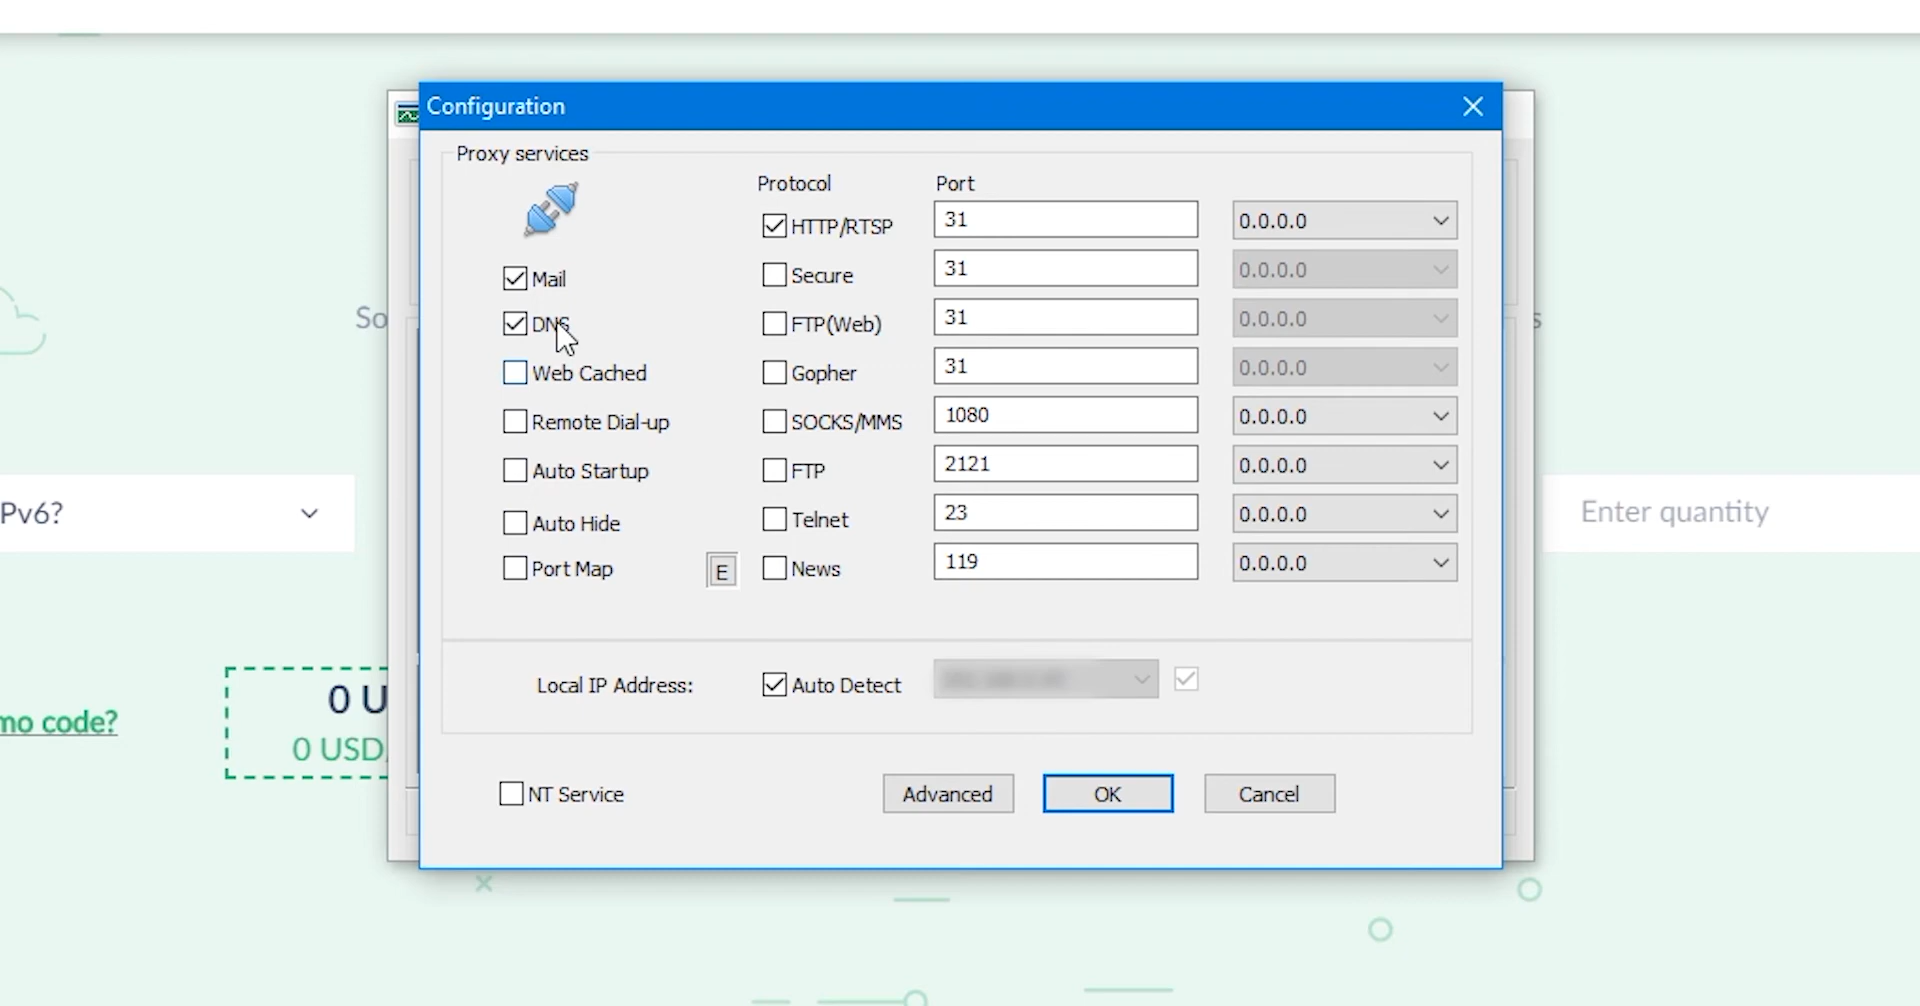 Configuration
Proxy services
Protocol Port
HTTP/RTSP 31 0.0.0.0
Mail Secure 31 0.0.0.0
DNS FTP(Web) 31 0.0.0.0
Web Cached Gopher 31 0.0.0.0
Remote Dial-up SOCKS/MMS 1080 0.0.0.0
Auto Startup FTP 2121 0.0.0.0
Auto Hide Telnet 23 0.0.0.0
Port Map E News 119 0.0.0.0
Local IP Address: Auto Detect
NT Service Advanced OK Cancel
So
s
Pv6?
Enter quantity
mo code?
0 U
0 USD